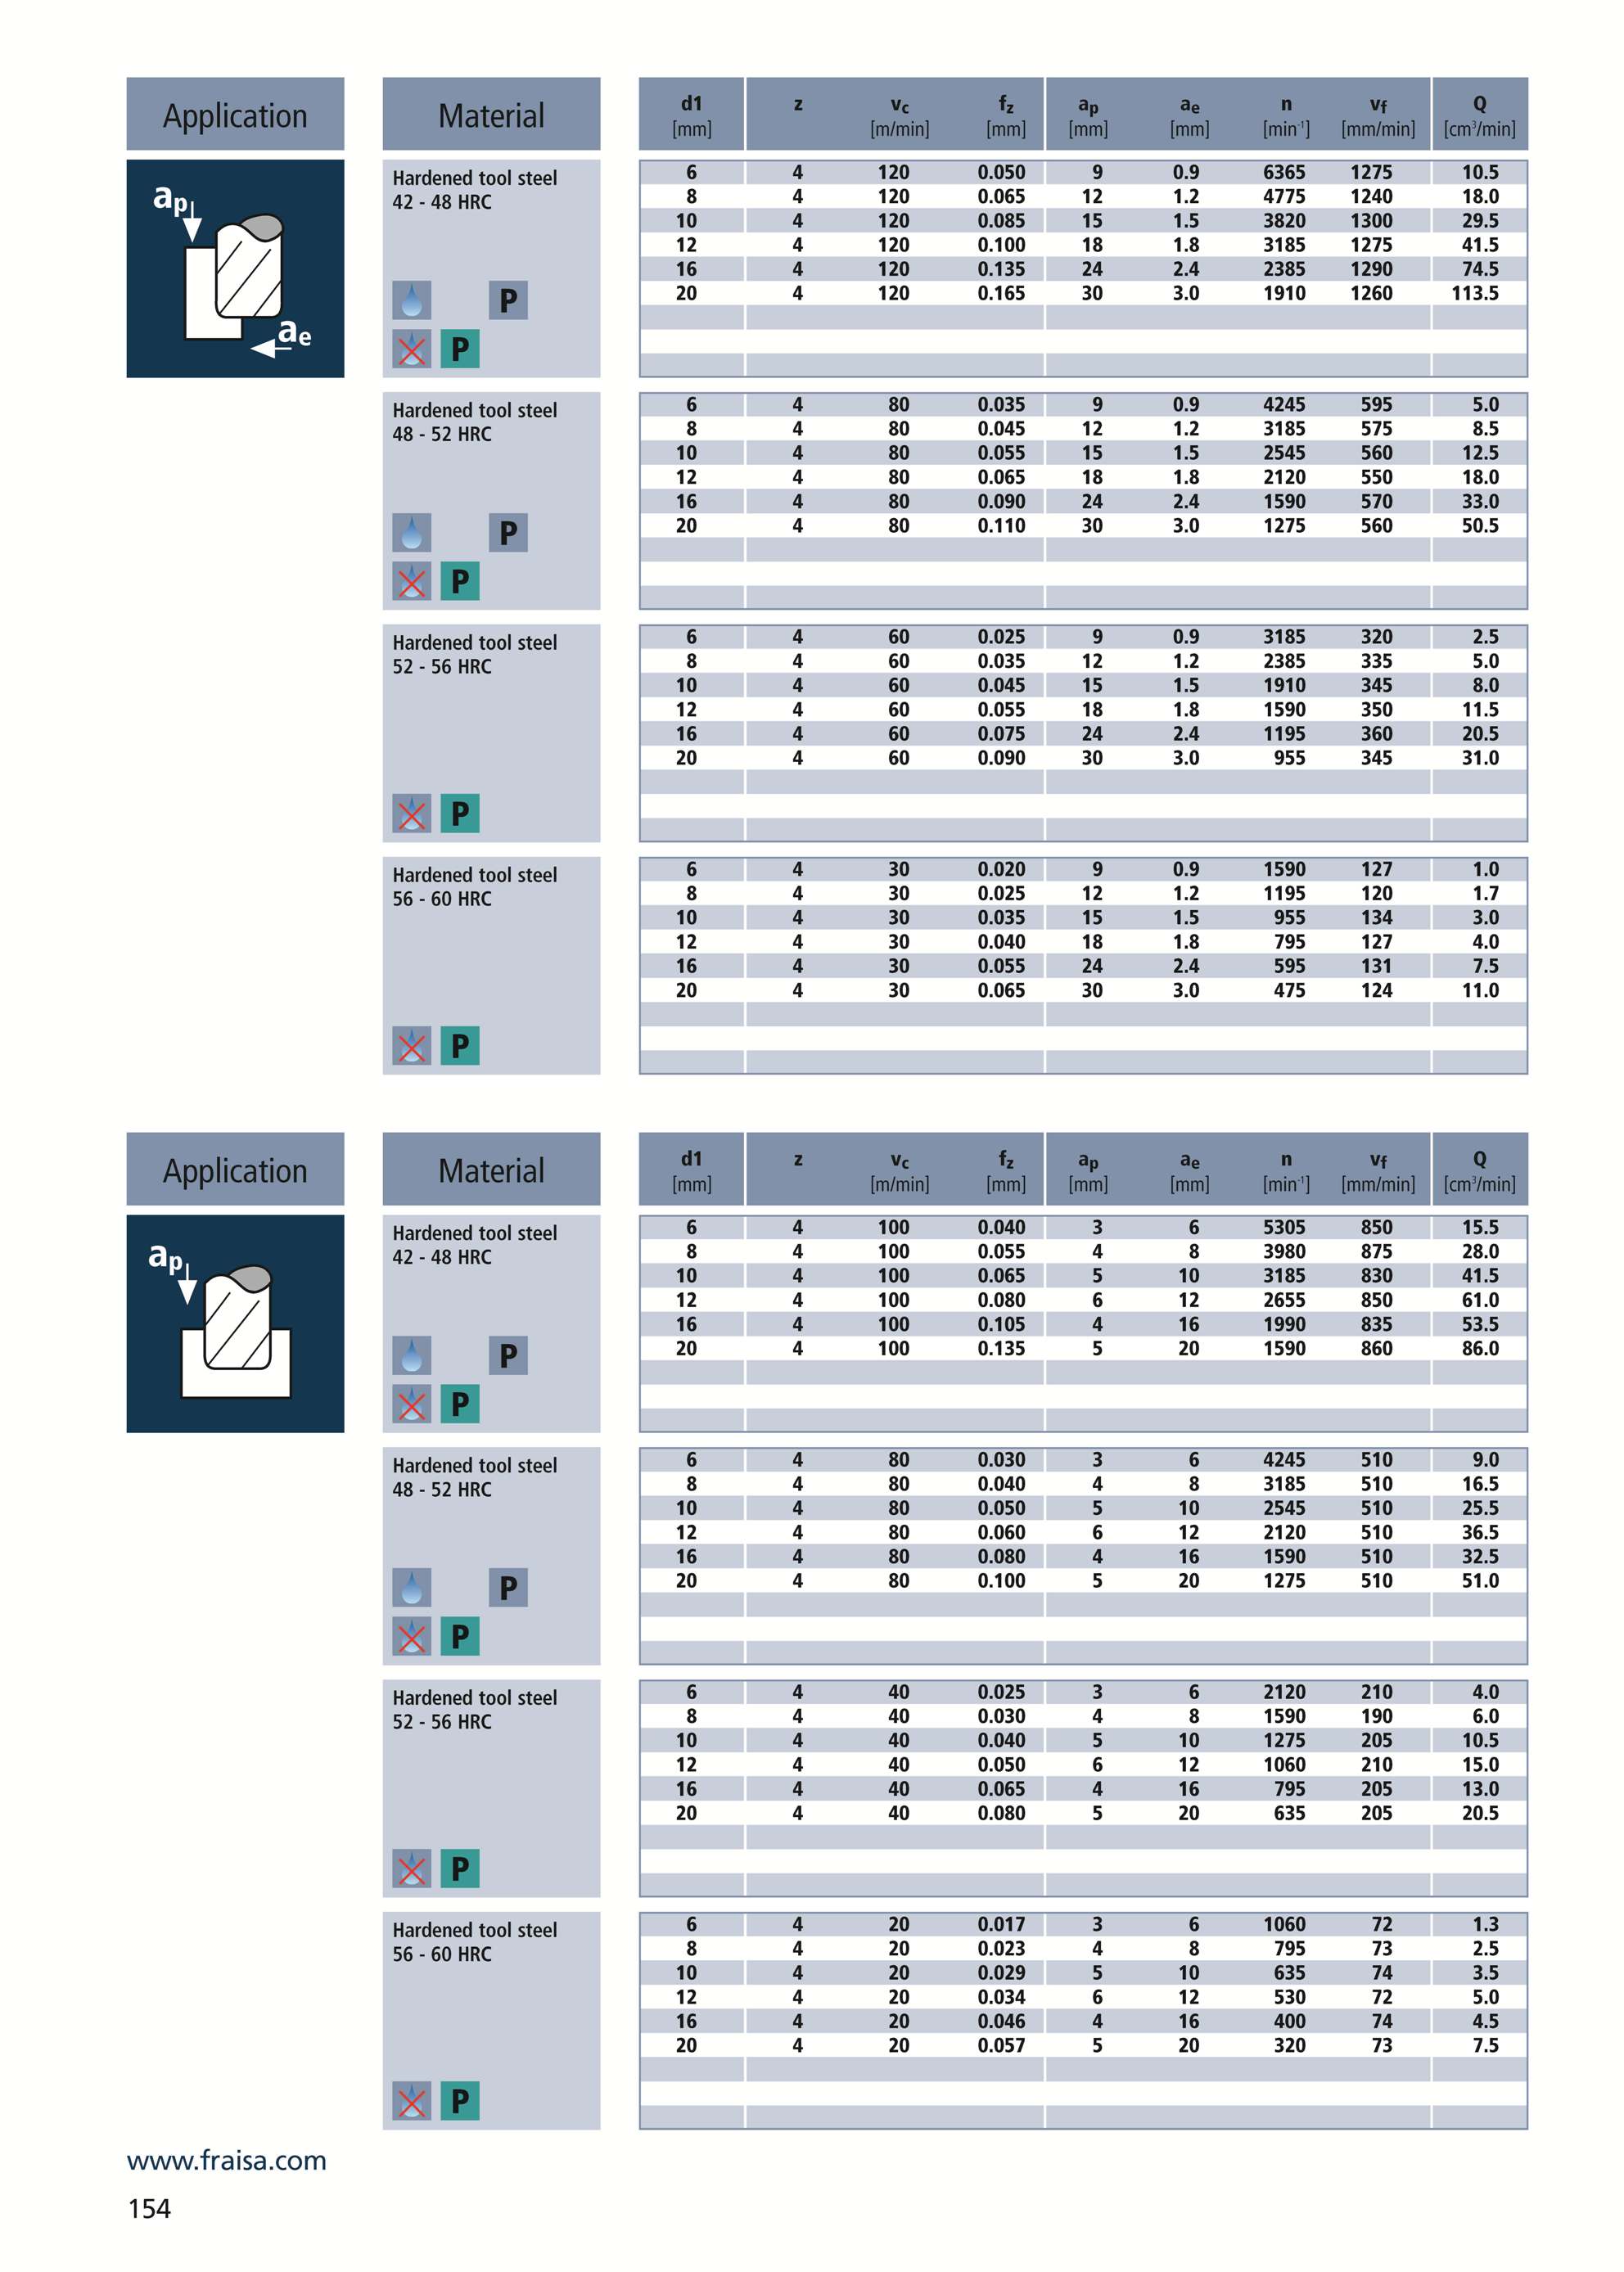 Application Material d1 z vc fz ap ae n vf Q
[mm] [m/min] [mm] [mm] [mm] [min-1] [mm/min] [cm³/min]
ap
ae
Hardened tool steel
42 - 48 HRC
P
P
6 4 120 0.050 9 0.9 6365 1275 10.5
8 4 120 0.065 12 1.2 4775 1240 18.0
10 4 120 0.085 15 1.5 3820 1300 29.5
12 4 120 0.100 18 1.8 3185 1275 41.5
16 4 120 0.135 24 2.4 2385 1290 74.5
20 4 120 0.165 30 3.0 1910 1260 113.5
Hardened tool steel
48 - 52 HRC
P
P
6 4 80 0.035 9 0.9 4245 595 5.0
8 4 80 0.045 12 1.2 3185 575 8.5
10 4 80 0.055 15 1.5 2545 560 12.5
12 4 80 0.065 18 1.8 2120 550 18.0
16 4 80 0.090 24 2.4 1590 570 33.0
20 4 80 0.110 30 3.0 1275 560 50.5
Hardened tool steel
52 - 56 HRC
P
6 4 60 0.025 9 0.9 3185 320 2.5
8 4 60 0.035 12 1.2 2385 335 5.0
10 4 60 0.045 15 1.5 1910 345 8.0
12 4 60 0.055 18 1.8 1590 350 11.5
16 4 60 0.075 24 2.4 1195 360 20.5
20 4 60 0.090 30 3.0 955 345 31.0
Hardened tool steel
56 - 60 HRC
P
6 4 30 0.020 9 0.9 1590 127 1.0
8 4 30 0.025 12 1.2 1195 120 1.7
10 4 30 0.035 15 1.5 955 134 3.0
12 4 30 0.040 18 1.8 795 127 4.0
16 4 30 0.055 24 2.4 595 131 7.5
20 4 30 0.065 30 3.0 475 124 11.0
Application Material d1 z vc fz ap ae n vf Q
[mm] [m/min] [mm] [mm] [mm] [min-1] [mm/min] [cm³/min]
ap
Hardened tool steel
42 - 48 HRC
P
P
6 4 100 0.040 3 6 5305 850 15.5
8 4 100 0.055 4 8 3980 875 28.0
10 4 100 0.065 5 10 3185 830 41.5
12 4 100 0.080 6 12 2655 850 61.0
16 4 100 0.105 4 16 1990 835 53.5
20 4 100 0.135 5 20 1590 860 86.0
Hardened tool steel
48 - 52 HRC
P
P
6 4 80 0.030 3 6 4245 510 9.0
8 4 80 0.040 4 8 3185 510 16.5
10 4 80 0.050 5 10 2545 510 25.5
12 4 80 0.060 6 12 2120 510 36.5
16 4 80 0.080 4 16 1590 510 32.5
20 4 80 0.100 5 20 1275 510 51.0
Hardened tool steel
52 - 56 HRC
P
6 4 40 0.025 3 6 2120 210 4.0
8 4 40 0.030 4 8 1590 190 6.0
10 4 40 0.040 5 10 1275 205 10.5
12 4 40 0.050 6 12 1060 210 15.0
16 4 40 0.065 4 16 795 205 13.0
20 4 40 0.080 5 20 635 205 20.5
Hardened tool steel
56 - 60 HRC
P
6 4 20 0.017 3 6 1060 72 1.3
8 4 20 0.023 4 8 795 73 2.5
10 4 20 0.029 5 10 635 74 3.5
12 4 20 0.034 6 12 530 72 5.0
16 4 20 0.046 4 16 400 74 4.5
20 4 20 0.057 5 20 320 73 7.5
www.fraisa.com
154